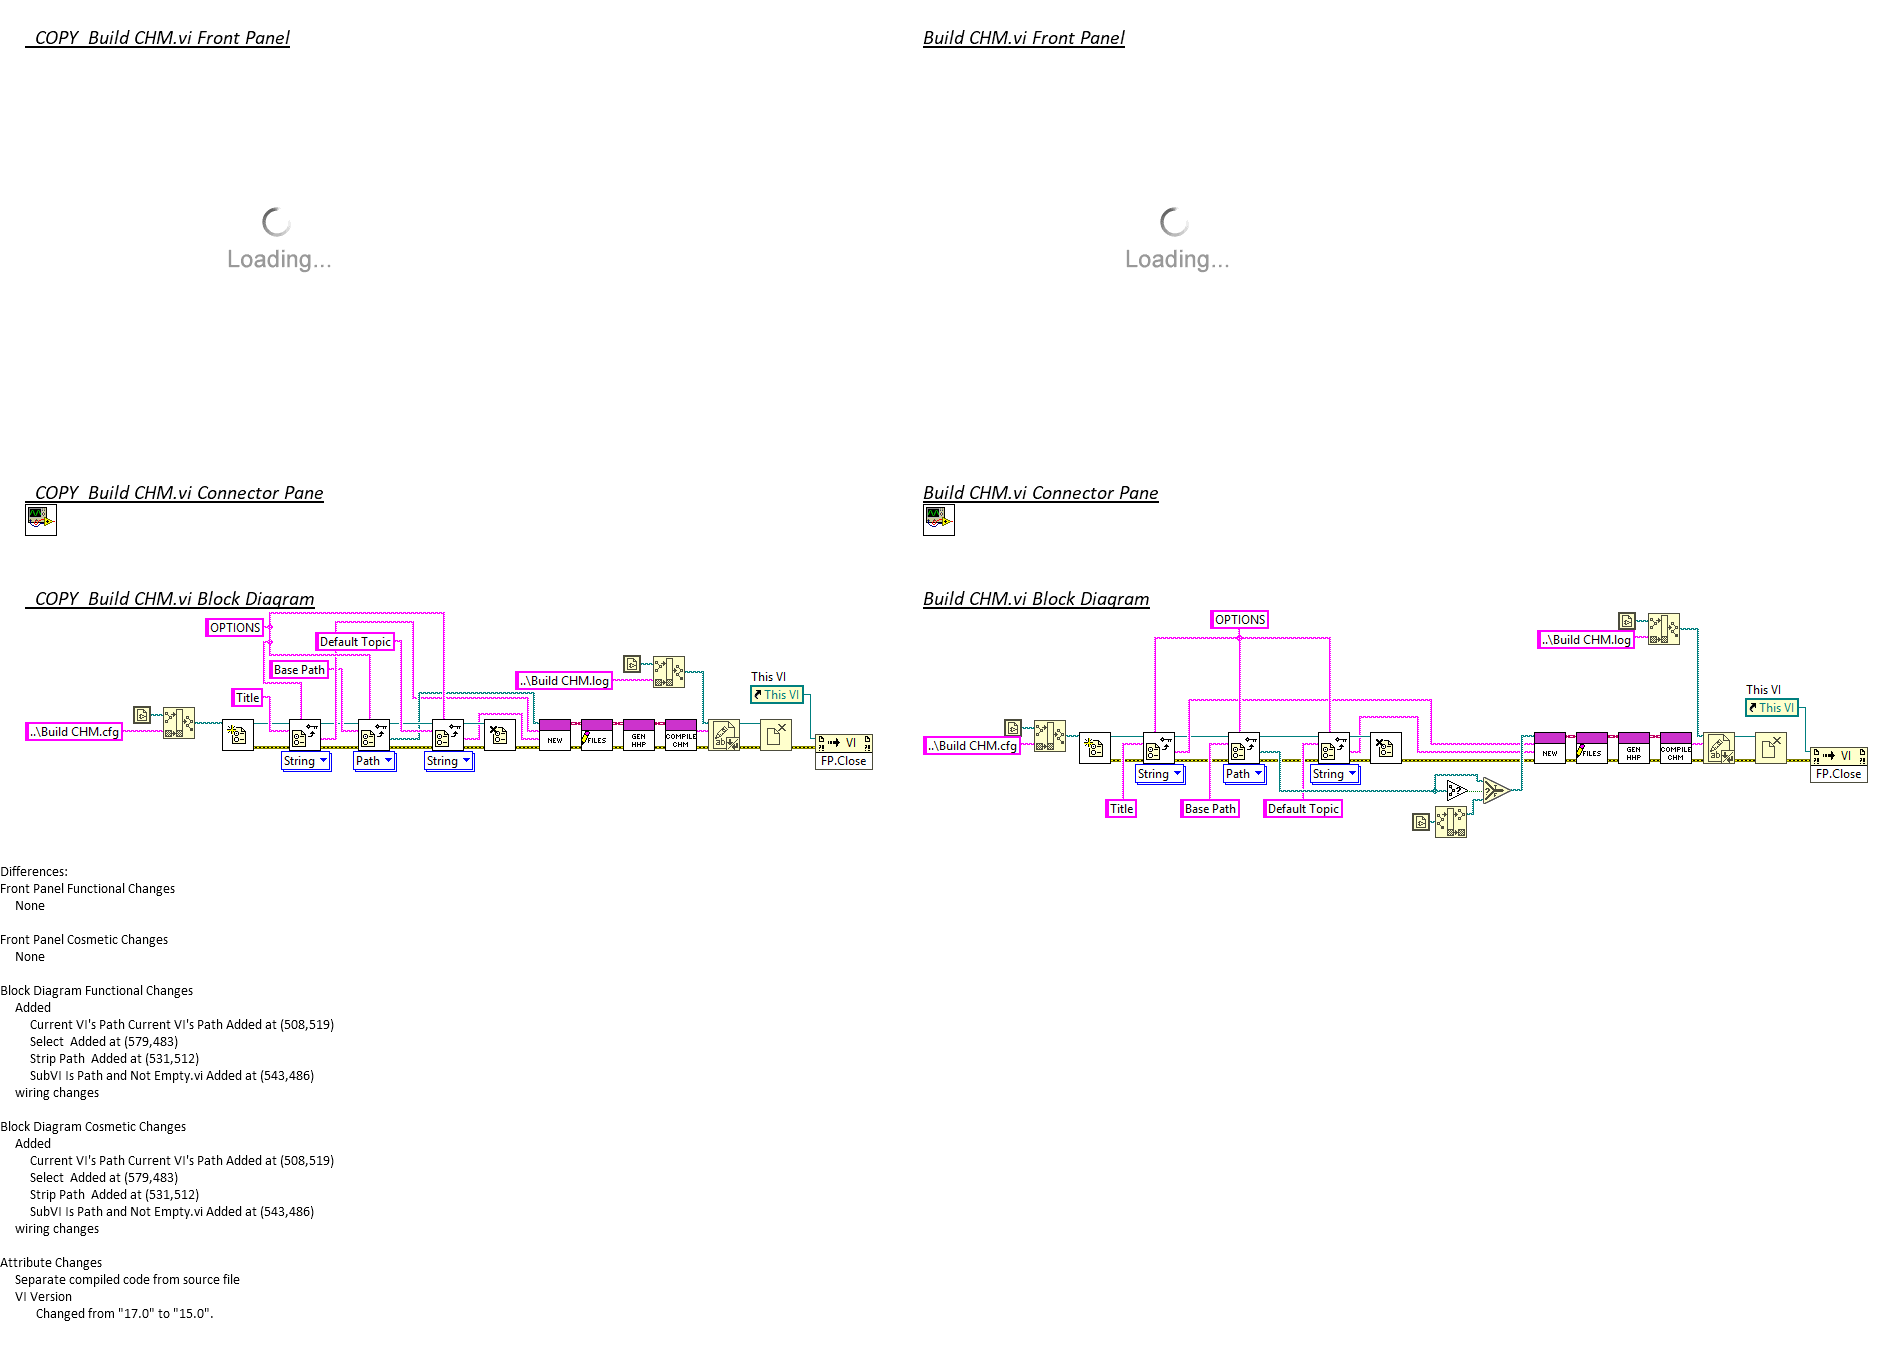 COPY Build CHM.vi Front Panel
Build CHM.vi Front Panel
Loading...
Loading...
COPY Build CHM.vi Connector Pane
Build CHM.vi Connector Pane
COPY Build CHM.vi Block Diagram
OPTIONS
Default Topic
Base Path
Title
..\Build CHM.cfg
..\Build CHM.log
This VI
This VI
NEW
FILES
GEN
HHP
COMPILE
CHM
ab
VI
FP.Close
String
Path
String
Build CHM.vi Block Diagram
OPTIONS
..\Build CHM.log
This VI
This VI
..\Build CHM.cfg
NEW
FILES
GEN
HHP
COMPILE
CHM
ab
VI
FP.Close
String
Path
String
Title
Base Path
Default Topic
Differences:
Front Panel Functional Changes
None
Front Panel Cosmetic Changes
None
Block Diagram Functional Changes
Added
Current VI's Path Current VI's Path Added at (508,519)
Select Added at (579,483)
Strip Path Added at (531,512)
SubVI Is Path and Not Empty.vi Added at (543,486)
wiring changes
Block Diagram Cosmetic Changes
Added
Current VI's Path Current VI's Path Added at (508,519)
Select Added at (579,483)
Strip Path Added at (531,512)
SubVI Is Path and Not Empty.vi Added at (543,486)
wiring changes
Attribute Changes
Separate compiled code from source file
VI Version
Changed from "17.0" to "15.0".